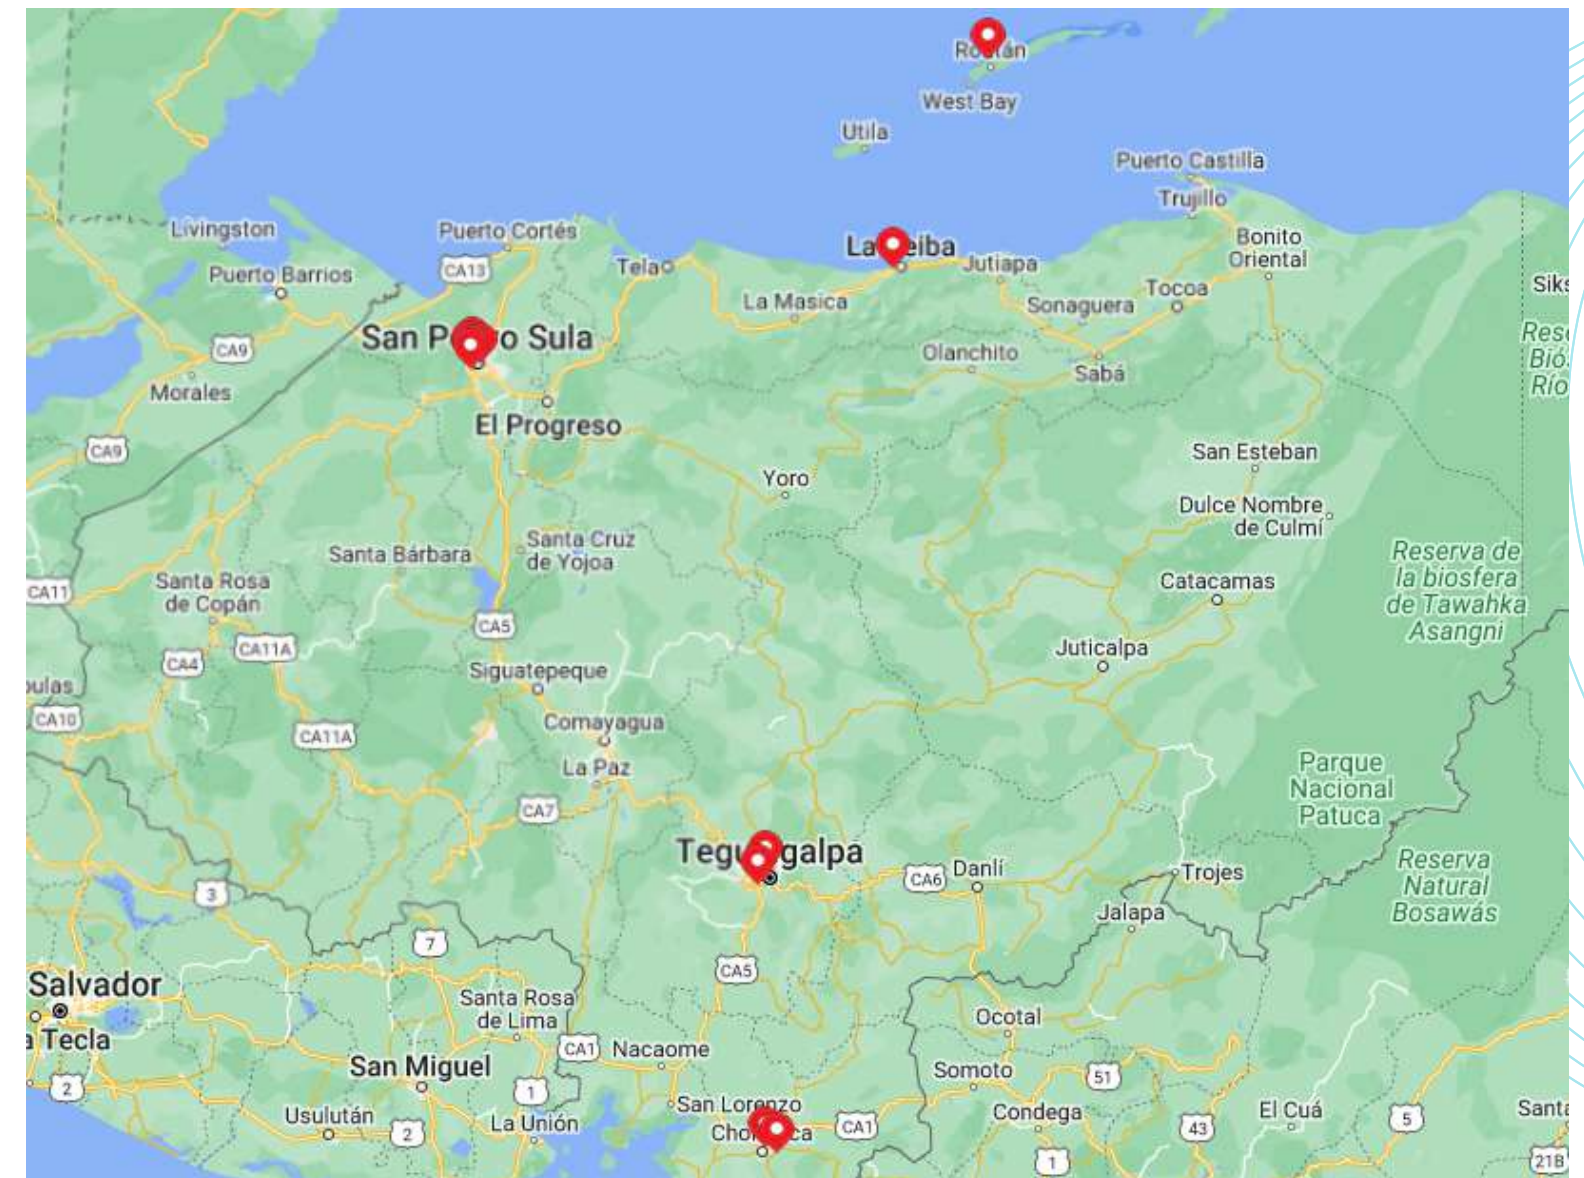 Roatán
West Bay
Utila
Puerto Castilla
Trujillo
Livingston
Puerto Cortés
CA13
Tela
La Ceiba
Jutiapa
Bonito
Oriental
Puerto Barrios
La Masica
Sonaguera
Tocoa
CA9
San Pedro Sula
Olanchito
Sabá
Morales
El Progreso
CA9
San Esteban
Yoro
Dulce Nombre
de Culmí
Santa Bárbara
Santa Cruz
de Yojoa
Reserva de
la biosfera
de Tawahka
Asangni
CA11
Santa Rosa
de Copán
Catacamas
CA5
CA11A
CA4
Juticalpa
Siguatepeque
CA10
CA11A
Comayagua
La Paz
Parque
Nacional
Patuca
CA7
Tegucigalpa
CA6
Danlí
Trojes
Reserva
Natural
Bosawás
3
Jalapa
7
CA5
Salvador
Santa Rosa
de Lima
Ocotal
a Tecla
CA1
Nacaome
San Miguel
Somoto
51
2
1
San Lorenzo
Usulután
2
La Unión
Choluteca
CA1
Condega
43
El Cuá
5
Santa
1
21B